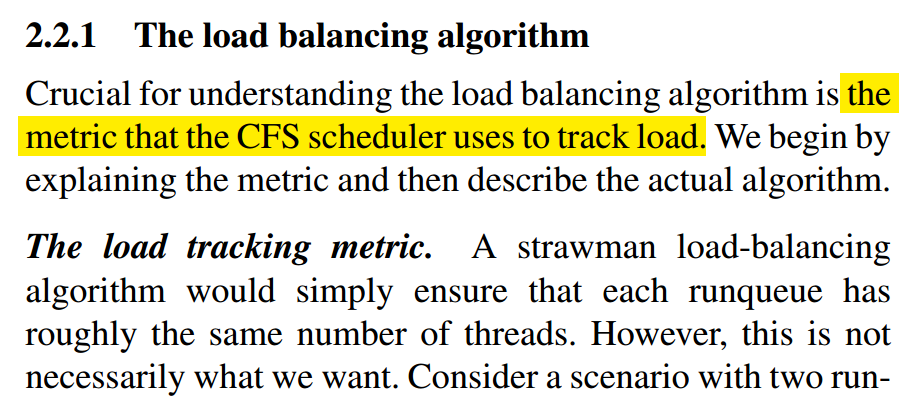 2.2.1 The load balancing algorithm
Crucial for understanding the load balancing algorithm is the
metric that the CFS scheduler uses to track load. We begin by
explaining the metric and then describe the actual algorithm.
The load tracking metric. A strawman load-balancing
algorithm would simply ensure that each runqueue has
roughly the same number of threads. However, this is not
necessarily what we want. Consider a scenario with two run-